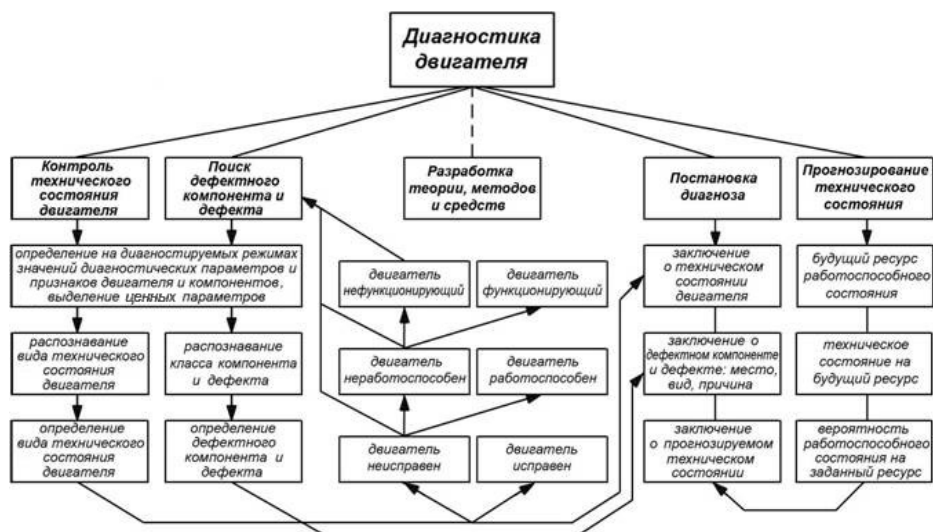 Диагностика
двигателя
Контроль
технического
состояния
двигателя
Поиск
дефектного
компонента
и дефекта
Разработка
теории, методов
и средств
Постановка
диагноза
Прогнозирование
технического
состояния
определение на диагностируемых режимах
значений диагностических параметров и
признаков двигателя и компонентов,
выделение ценных параметров
двигатель
нефункционирующий
двигатель
функционирующий
заключение
о техническом
состоянии
двигателя
будущий ресурс
работоспособного
состояния
распознавание
вида технического
состояния
двигателя
распознавание
класса компонента
и дефекта
двигатель
неработоспособен
двигатель
работоспособен
заключение о
дефектном компоненте
и дефекте: место,
вид, причина
техническое
состояние на
будущий ресурс
определение
вида технического
состояния
двигателя
определение
дефектного
компонента и
дефекта
двигатель
неисправен
двигатель
исправен
заключение
о прогнозируемом
техническом
состоянии
вероятность
работоспособного
состояния на
заданный ресурс